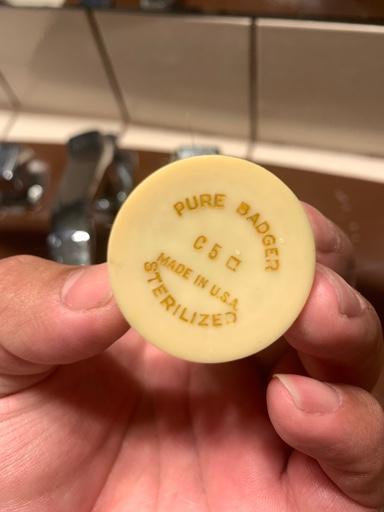 PURE BADGER
C 5
MADE IN U.S.A.
STERILIZED